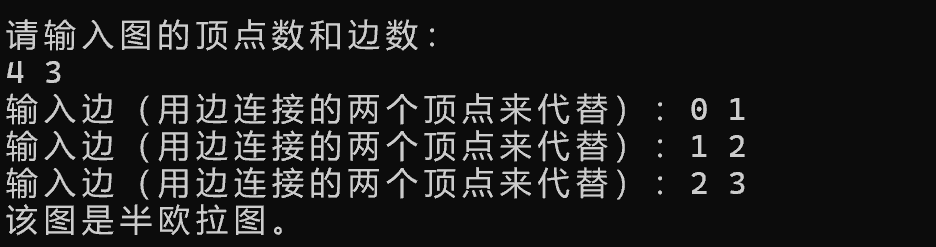 请输入图的顶点数和边数:
4 3
输入边（用边连接的两个顶点来代替）: 0 1
输入边（用边连接的两个顶点来代替）: 1 2
输入边（用边连接的两个顶点来代替）: 2 3
该图是半欧拉图。